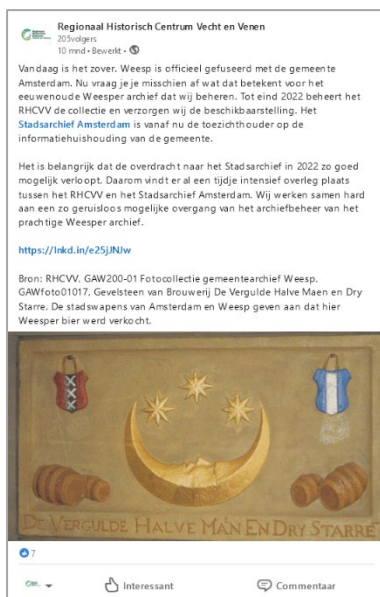 Regionaal Historisch Centrum Vecht en Venen
205volgers
10 mnd • Bewerkt •
Vandaag is het zover. Weesp is officieel gefuseerd met de gemeente
Amsterdam. Nu vraag je je misschien af wat dat betekent voor het
eeuwenoude Weesper archief dat wij beheren. Tot eind 2022 beheert het
RHCVV de collectie en verzorgen wij de beschikbaarstelling. Het
Stadsarchief Amsterdam is vanaf nu de toezichthouder op de
informatiehuishouding van de gemeente.
Het is belangrijk dat de overdracht naar het Stadsarchief in 2022 zo goed
mogelijk verloopt. Daarom vindt er al een tijdje intensief overleg plaats
tussen het RHCVV en het Stadsarchief Amsterdam. Wij werken samen hard
aan een zo geruisloos mogelijke overgang van het archiefbeheer van het
prachtige Weesper archief.
https://lnkd.in/e25jJNJw
Bron: RHCVV, GAW200-01 Fotocollectie gemeentearchief Weesp,
GAWfoto01017, Gevelsteen van Brouwerij De Vergulde Halve Maen en Dry
Starre. De stadswapens van Amsterdam en Weesp geven aan dat hier
Weesper bier werd verkocht.
DE VERGULDE HALVE MAN EN DRY STARRE
7
Interessant
Commentaar